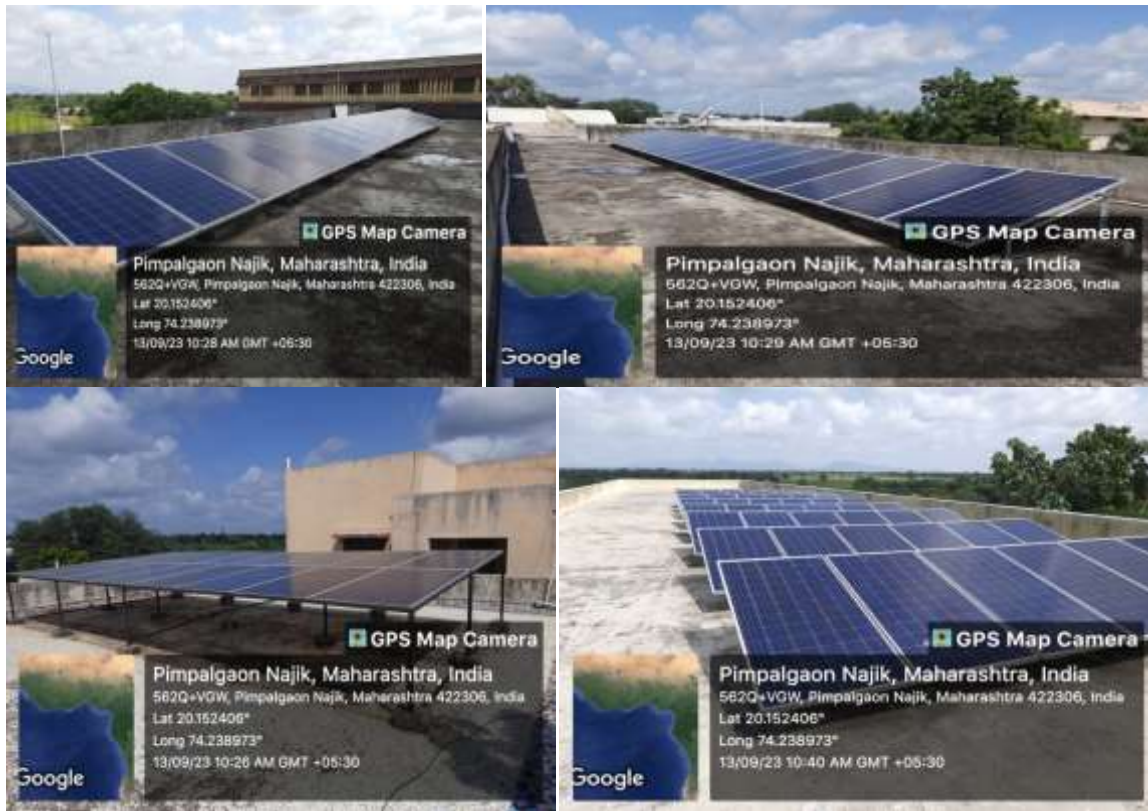 GPS Map Camera
Pimpalgaon Najik, Maharashtra, India
562Q+VGW, Pimpalgaon Najik, Maharashtra 422306, India
Lat 20.152406°
Long 74.238973°
13/09/23 10:28 AM GMT +05:30
Google
GPS Map Camera
Pimpalgaon Najik, Maharashtra, India
562Q+VGW, Pimpalgaon Najik, Maharashtra 422306, India
Lat 20.152406°
Long 74.238973°
13/09/23 10:29 AM GMT +05:30
Google
GPS Map Camera
Pimpalgaon Najik, Maharashtra, India
562Q+VGW, Pimpalgaon Najik, Maharashtra 422306, India
Lat 20.152406°
Long 74.238973°
13/09/23 10:26 AM GMT +05:30
Google
GPS Map Camera
Pimpalgaon Najik, Maharashtra, India
562Q+VGW, Pimpalgaon Najik, Maharashtra 422306, India
Lat 20.152406°
Long 74.238973°
13/09/23 10:40 AM GMT +05:30
Google